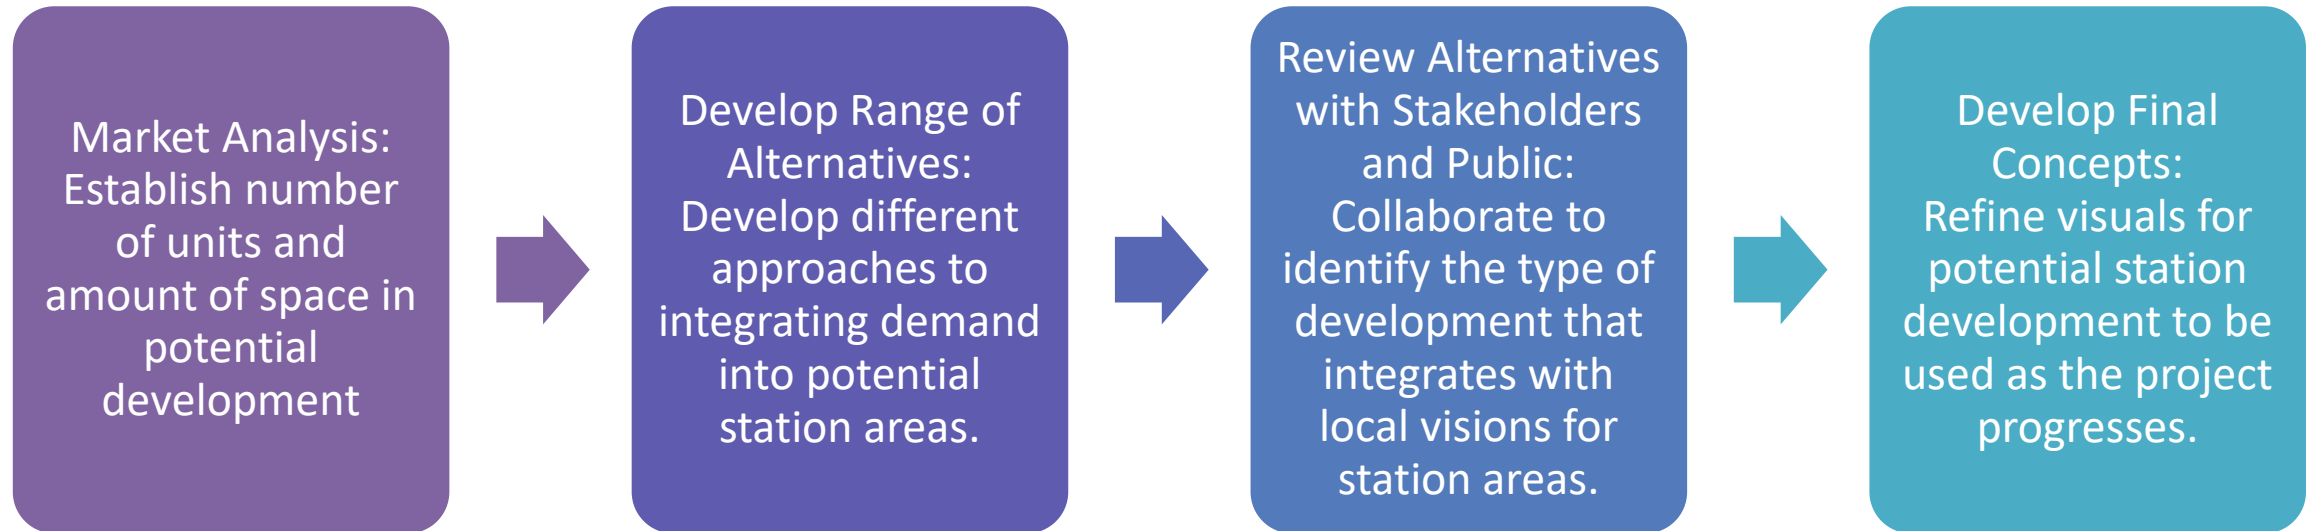 Market Analysis:
Establish number
of units and
amount of space in
potential
development
Develop Range of
Alternatives:
Develop different
approaches to
integrating demand
into potential
station areas.
Review Alternatives
with Stakeholders
and Public:
Collaborate to
identify the type of
development that
integrates with
local visions for
station areas.
Develop Final
Concepts:
Refine visuals for
potential station
development to be
used as the project
progresses.